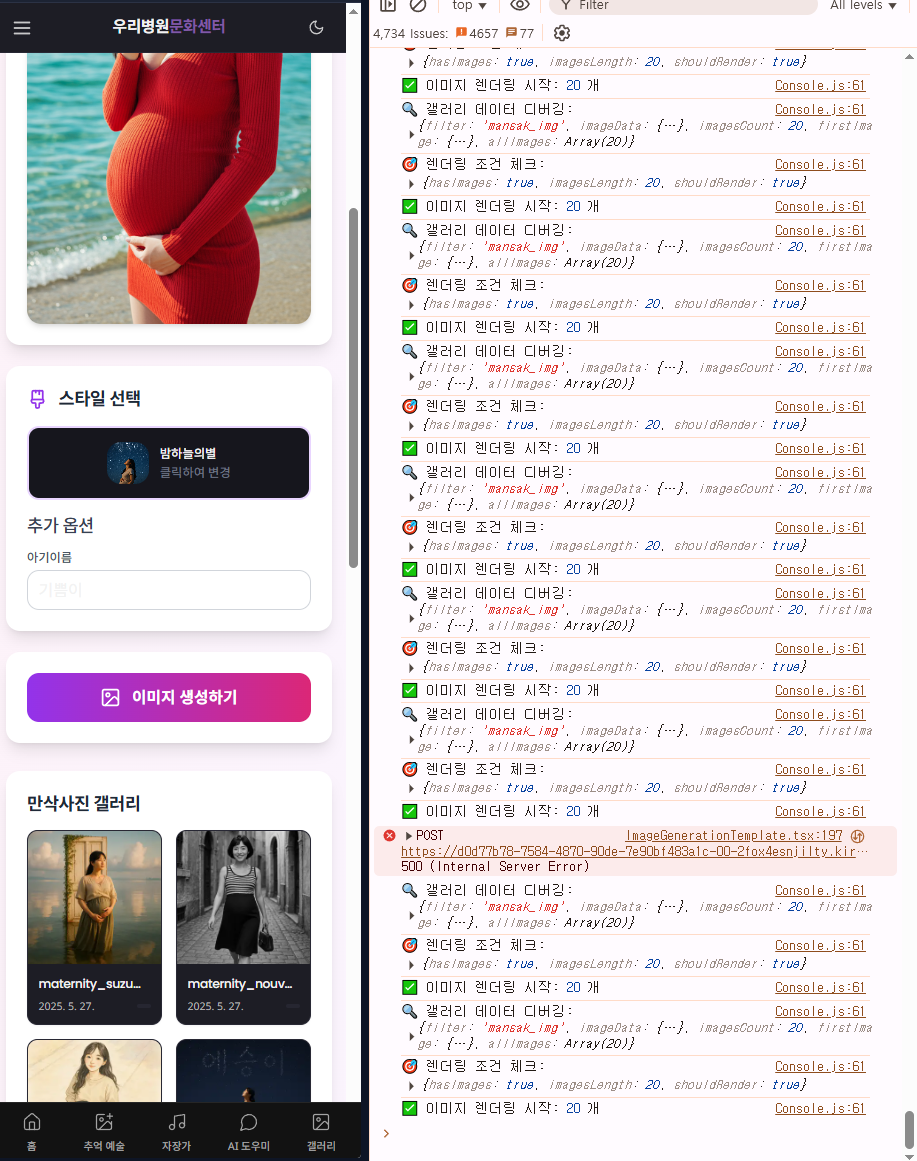 우리병원문화센터
스타일 선택
밤하늘의별
클릭하여 변경
추가 옵션
아기이름
기쁨이
이미지 생성하기
만삭사진 갤러리
maternity_suzu...
2025. 5. 27.
maternity_nouv...
2025. 5. 27.
예승이
홈
추억 예술
자장가
AI 도우미
갤러리
top ▼
Filter
All levels ▼
4,734 Issues: 4657 77
▶ {hasImages: true, imagesLength: 20, shouldRender: true}
✅ 이미지 렌더링 시작: 20 개 Console.js:61
🔍 갤러리 데이터 디버깅: Console.js:61
▶ {filter: 'mansak_img', imageData: {…}, imagesCount: 20, firstIma
ge: {…}, allImages: Array(20)}
🎯 렌더링 조건 체크: Console.js:61
▶ {hasImages: true, imagesLength: 20, shouldRender: true}
✅ 이미지 렌더링 시작: 20 개 Console.js:61
🔍 갤러리 데이터 디버깅: Console.js:61
▶ {filter: 'mansak_img', imageData: {…}, imagesCount: 20, firstIma
ge: {…}, allImages: Array(20)}
🎯 렌더링 조건 체크: Console.js:61
▶ {hasImages: true, imagesLength: 20, shouldRender: true}
✅ 이미지 렌더링 시작: 20 개 Console.js:61
🔍 갤러리 데이터 디버깅: Console.js:61
▶ {filter: 'mansak_img', imageData: {…}, imagesCount: 20, firstIma
ge: {…}, allImages: Array(20)}
🎯 렌더링 조건 체크: Console.js:61
▶ {hasImages: true, imagesLength: 20, shouldRender: true}
✅ 이미지 렌더링 시작: 20 개 Console.js:61
🔍 갤러리 데이터 디버깅: Console.js:61
▶ {filter: 'mansak_img', imageData: {…}, imagesCount: 20, firstIma
ge: {…}, allImages: Array(20)}
🎯 렌더링 조건 체크: Console.js:61
▶ {hasImages: true, imagesLength: 20, shouldRender: true}
✅ 이미지 렌더링 시작: 20 개 Console.js:61
🔍 갤러리 데이터 디버깅: Console.js:61
▶ {filter: 'mansak_img', imageData: {…}, imagesCount: 20, firstIma
ge: {…}, allImages: Array(20)}
🎯 렌더링 조건 체크: Console.js:61
▶ {hasImages: true, imagesLength: 20, shouldRender: true}
✅ 이미지 렌더링 시작: 20 개 Console.js:61
🔍 갤러리 데이터 디버깅: Console.js:61
▶ {filter: 'mansak_img', imageData: {…}, imagesCount: 20, firstIma
ge: {…}, allImages: Array(20)}
🎯 렌더링 조건 체크: Console.js:61
▶ {hasImages: true, imagesLength: 20, shouldRender: true}
✅ 이미지 렌더링 시작: 20 개 Console.js:61
▶ POST ImageGenerationTemplate.tsx:197
https://d0d77b78-7584-4870-90de-7e90bf483a1c-00-2fox4esnjilty.kir…
500 (Internal Server Error)
🔍 갤러리 데이터 디버깅: Console.js:61
▶ {filter: 'mansak_img', imageData: {…}, imagesCount: 20, firstIma
ge: {…}, allImages: Array(20)}
🎯 렌더링 조건 체크: Console.js:61
▶ {hasImages: true, imagesLength: 20, shouldRender: true}
✅ 이미지 렌더링 시작: 20 개 Console.js:61
🔍 갤러리 데이터 디버깅: Console.js:61
▶ {filter: 'mansak_img', imageData: {…}, imagesCount: 20, firstIma
ge: {…}, allImages: Array(20)}
🎯 렌더링 조건 체크: Console.js:61
▶ {hasImages: true, imagesLength: 20, shouldRender: true}
✅ 이미지 렌더링 시작: 20 개 Console.js:61